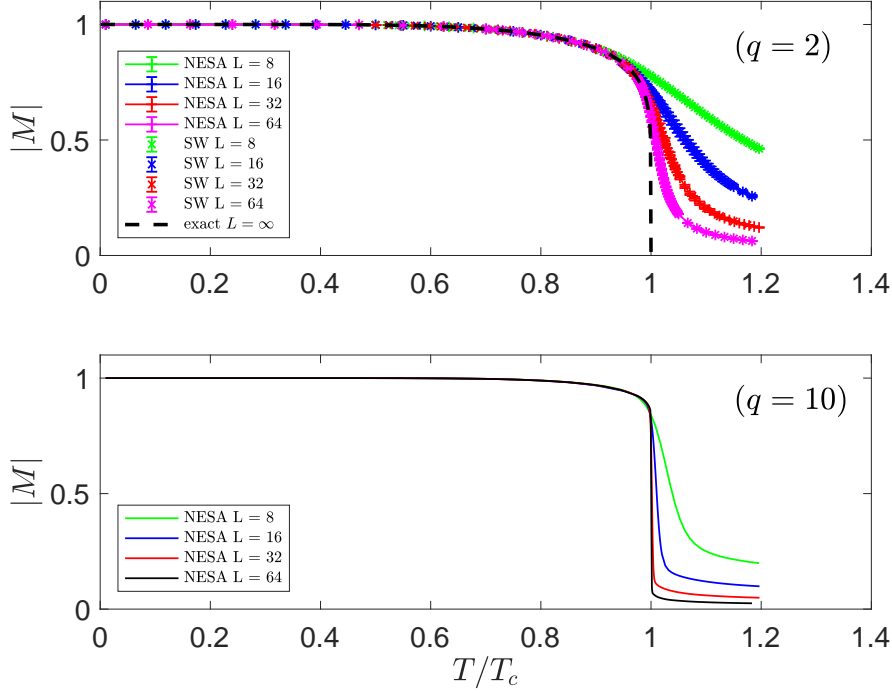 1
0.5
0
|M|
(q = 2)
NESA L = 8
NESA L = 16
NESA L = 32
NESA L = 64
SW L = 8
SW L = 16
SW L = 32
SW L = 64
exact L = ∞
0 0.2 0.4 0.6 0.8 1 1.2 1.4
1
0.5
0
|M|
(q = 10)
NESA L = 8
NESA L = 16
NESA L = 32
NESA L = 64
0 0.2 0.4 0.6 0.8 1 1.2 1.4
T/T_c